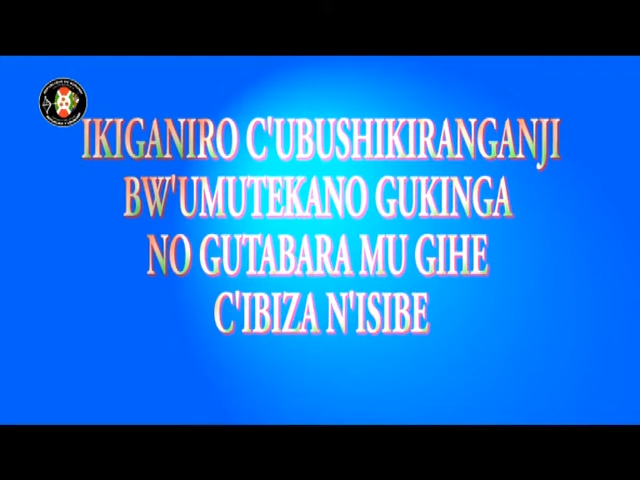 IKIGANIRO C'UBUSHIKIRANGANJI
BW'UMUTEKANO GUKINGA
NO GUTABARA MU GIHE
C'IBIZA N'ISIBE